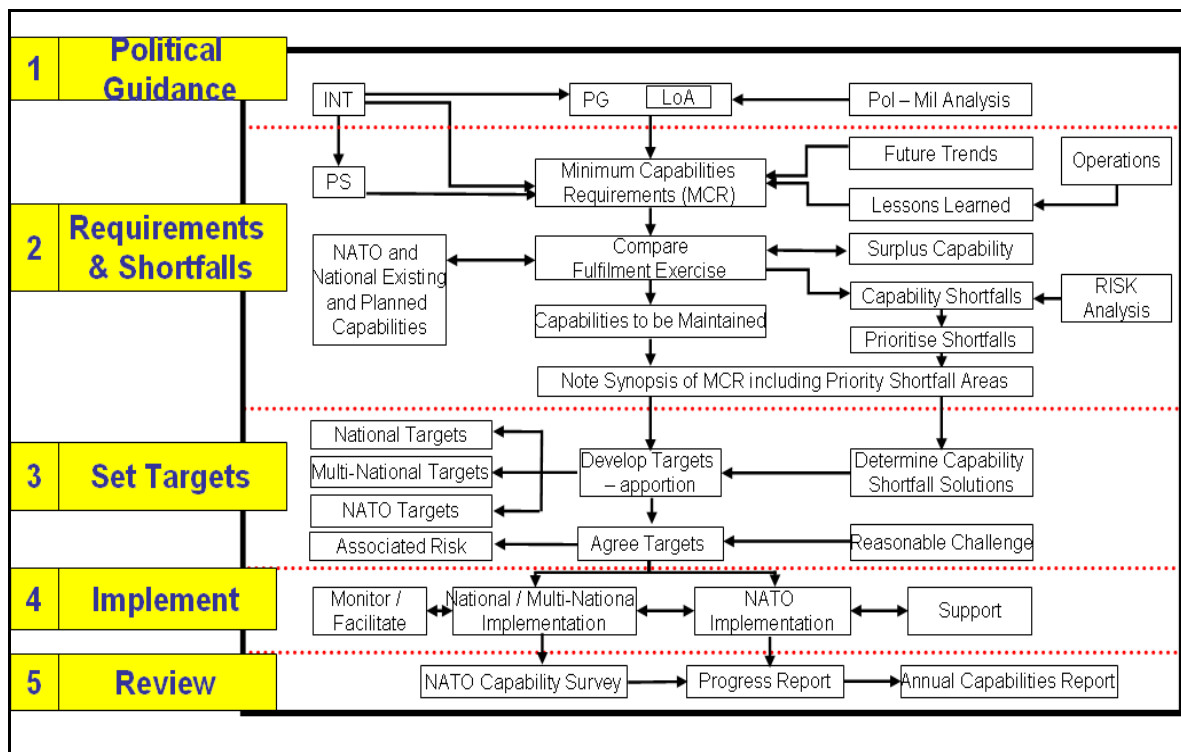 1
Political
Guidance
INT
PG
LoA
Pol – Mil Analysis
2
Requirements
& Shortfalls
PS
Minimum Capabilities
Requirements (MCR)
Future Trends
Operations
Lessons Learned
NATO and
National Existing
and Planned
Capabilities
Compare
Fulfilment Exercise
Surplus Capability
Capability Shortfalls
RISK
Analysis
Capabilities to be Maintained
Prioritise Shortfalls
Note Synopsis of MCR including Priority Shortfall Areas
3
Set Targets
National Targets
Multi-National Targets
NATO Targets
Associated Risk
Develop Targets
– apportion
Determine Capability
Shortfall Solutions
Agree Targets
Reasonable Challenge
4
Implement
Monitor /
Facilitate
National / Multi-Nationa
Implementation
NATO
Implementation
Support
5
Review
NATO Capability Survey
Progress Report
Annual Capabilities Report